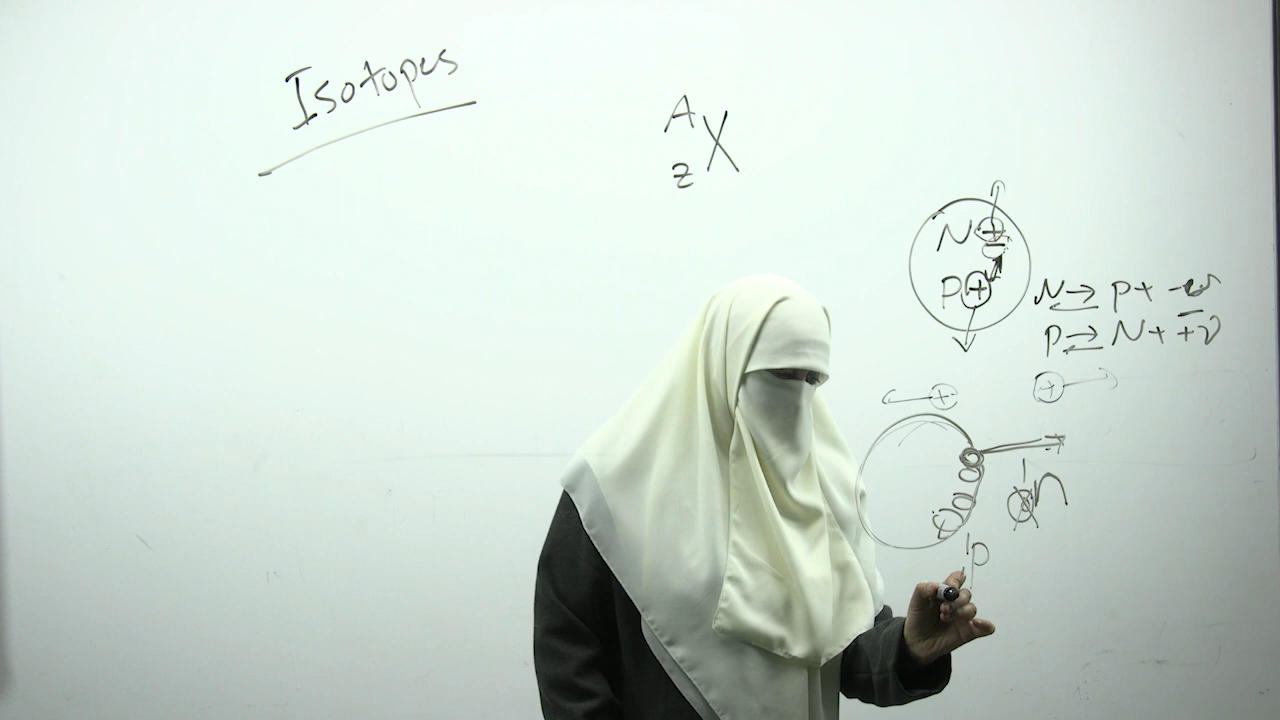 Isotopes
A
Z X
N +
-
P +
N ⇄ P +
P ⇄ N +
+ +
n
P